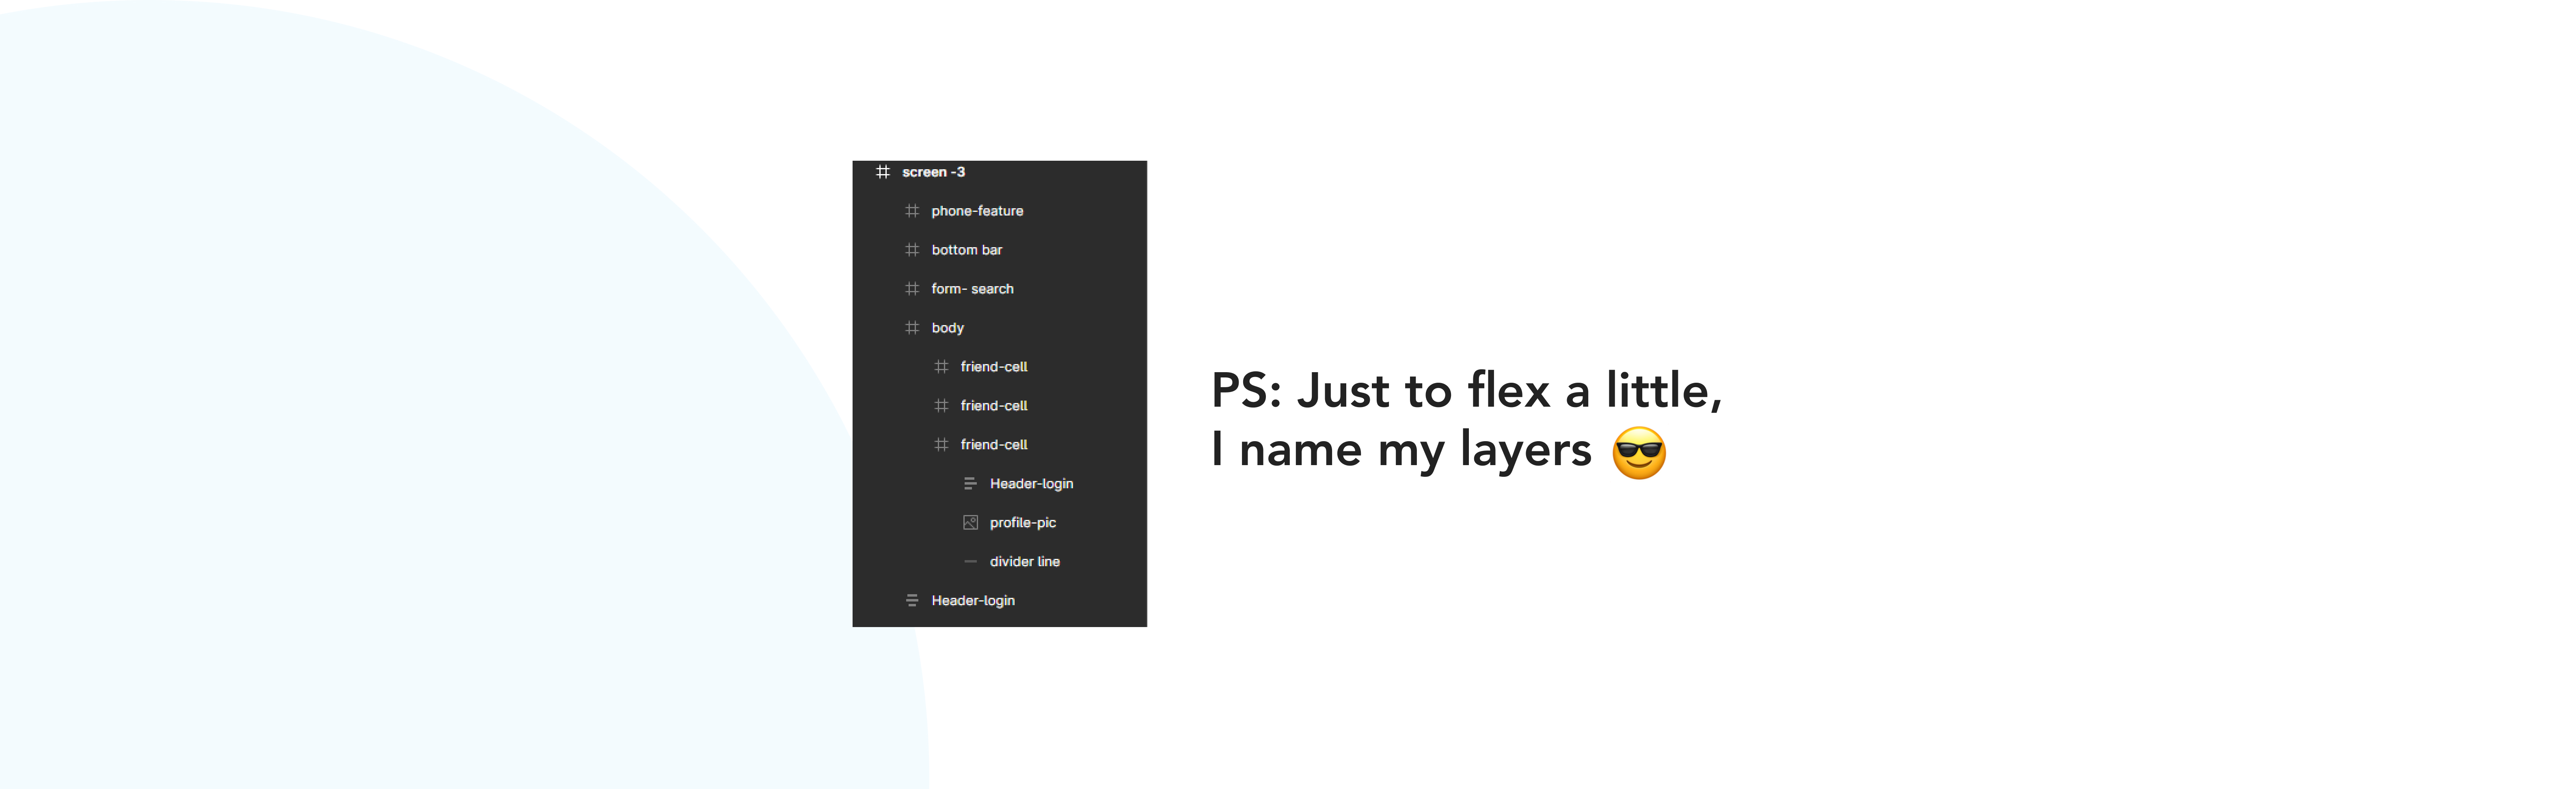 screen -3
phone-feature
bottom bar
form- search
body
friend-cell
friend-cell
friend-cell
Header-login
profile-pic
divider line
Header-login
PS: Just to flex a little,
I name my layers 😎